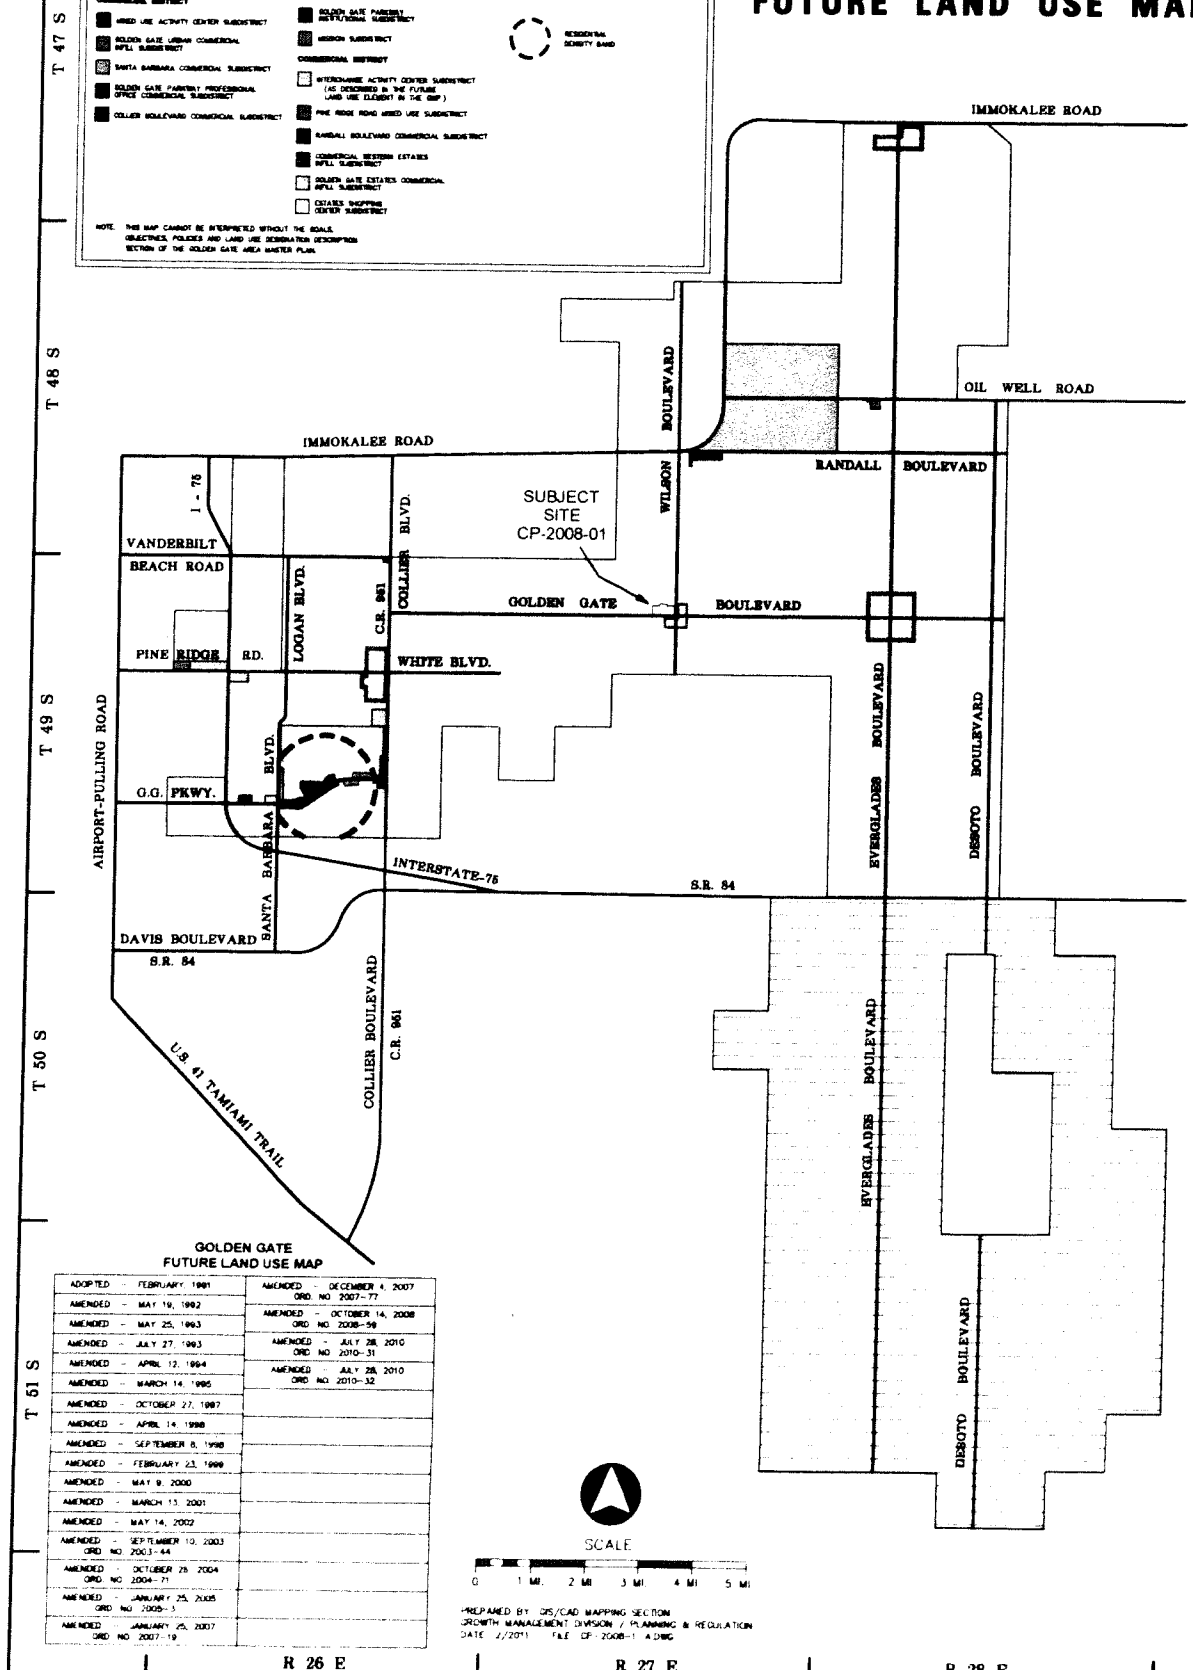 FUTURE LAND USE MAP
MIXED USE ACTIVITY CENTER SUBDISTRICT
GOLDEN GATE URBAN COMMERCIAL
INFILL SUBDISTRICT
SANTA BARBARA COMMERCIAL SUBDISTRICT
GOLDEN GATE PARKWAY PROFESSIONAL
OFFICE COMMERCIAL SUBDISTRICT
COLLIER BOULEVARD COMMERCIAL SUBDISTRICT
GOLDEN GATE PARKWAY
INSTITUTIONAL SUBDISTRICT
MISSION SUBDISTRICT
COMMERCIAL DISTRICT
INTERCHANGE ACTIVITY CENTER SUBDISTRICT
(AS DESCRIBED IN THE FUTURE
LAND USE ELEMENT IN THE GMP)
PINE RIDGE ROAD MIXED USE SUBDISTRICT
RANDALL BOULEVARD COMMERCIAL SUBDISTRICT
COMMERCIAL WESTERN ESTATES
INFILL SUBDISTRICT
GOLDEN GATE ESTATES COMMERCIAL
INFILL SUBDISTRICT
ESTATES SHOPPING
CENTER SUBDISTRICT
RESIDENTIAL
DENSITY BAND
NOTE: THIS MAP CANNOT BE INTERPRETED WITHOUT THE GOALS,
OBJECTIVES, POLICIES AND LAND USE DESIGNATION DESCRIPTION
SECTION OF THE GOLDEN GATE AREA MASTER PLAN.
T 47 S
T 48 S
T 49 S
T 50 S
T 51 S
IMMOKALEE ROAD
OIL WELL ROAD
WILSON BOULEVARD
IMMOKALEE ROAD
RANDALL BOULEVARD
I - 75
SUBJECT
SITE
CP-2008-01
VANDERBILT
BEACH ROAD
LOGAN BLVD.
C.R. 951
COLLIER BLVD.
GOLDEN GATE BOULEVARD
PINE RIDGE RD.
WHITE BLVD.
AIRPORT-PULLING ROAD
G.G. PKWY.
SANTA BARBARA BLVD.
EVERGLADES BOULEVARD
DESOTO BOULEVARD
INTERSTATE-75
S.R. 84
DAVIS BOULEVARD
S.R. 84
COLLIER BOULEVARD
C.R. 951
U.S. 41 TAMIAMI TRAIL
EVERGLADES BOULEVARD
DESOTO BOULEVARD
GOLDEN GATE
FUTURE LAND USE MAP
ADOPTED - FEBRUARY, 1991
AMENDED - MAY 19, 1992
AMENDED - MAY 25, 1993
AMENDED - JULY 27, 1993
AMENDED - APRIL 12, 1994
AMENDED - MARCH 14, 1995
AMENDED - OCTOBER 27, 1997
AMENDED - APRIL 14, 1998
AMENDED - SEPTEMBER 8, 1998
AMENDED - FEBRUARY 23, 1999
AMENDED - MAY 9, 2000
AMENDED - MARCH 13, 2001
AMENDED - MAY 14, 2002
AMENDED - SEPTEMBER 10, 2003
ORD. NO. 2003-44
AMENDED - OCTOBER 26 2004
ORD. NO. 2004-71
AMENDED - JANUARY 25, 2005
ORD. NO. 2005-3
AMENDED - JANUARY 25, 2007
ORD. NO. 2007-19
AMENDED - DECEMBER 4, 2007
ORD. NO. 2007-77
AMENDED - OCTOBER 14, 2008
ORD NO. 2008-59
AMENDED - JULY 28, 2010
ORD NO. 2010-31
AMENDED - JULY 28, 2010
ORD NO. 2010-32
SCALE
0 1 MI. 2 MI 3 MI. 4 MI 5 MI
PREPARED BY: GIS/CAD MAPPING SECTION
GROWTH MANAGEMENT DIVISION / PLANNING & REGULATION
DATE: 2/2011 FILE: CP-2008-1 A.DWG
R 26 E
R 27 E
R 28 E